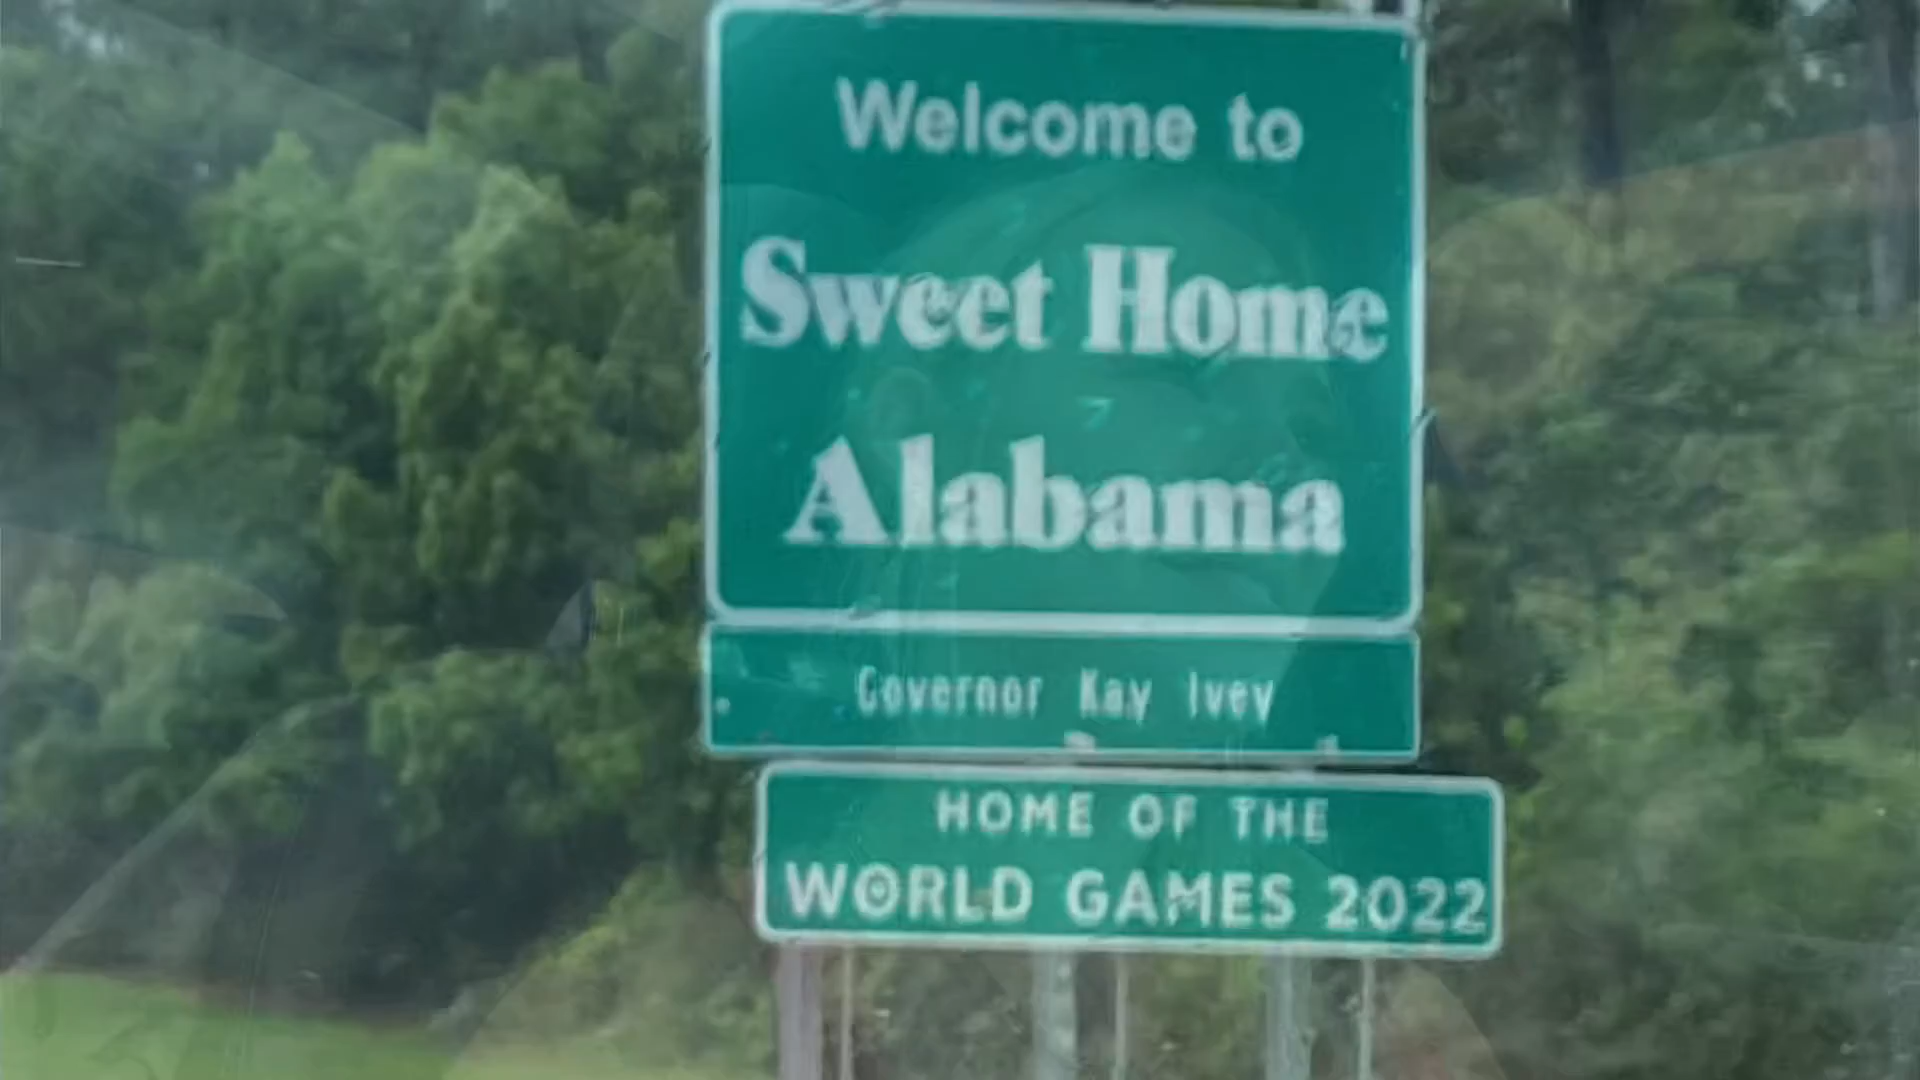 Welcome to
Sweet Home
Alabama
Governor Kay Ivey
HOME OF THE
WORLD GAMES 2022